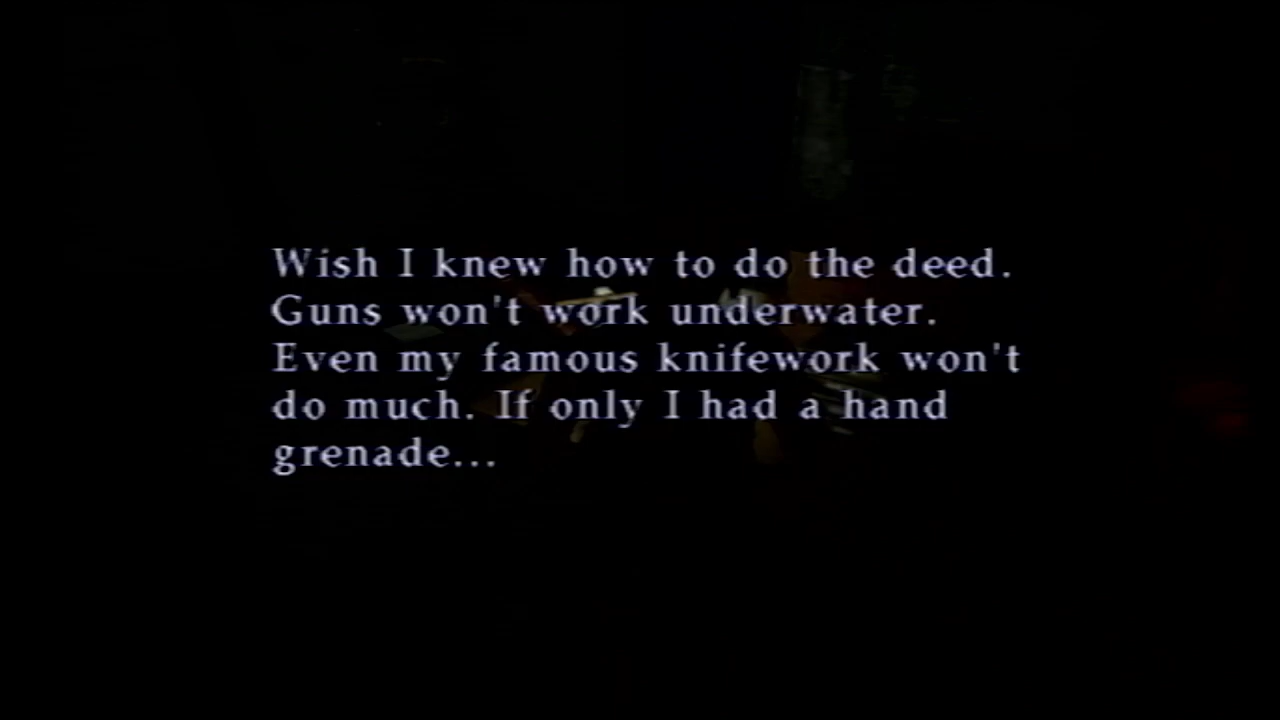 Wish I knew how to do the deed.
Guns won't work underwater.
Even my famous knifework won't
do much. If only I had a hand
grenade...